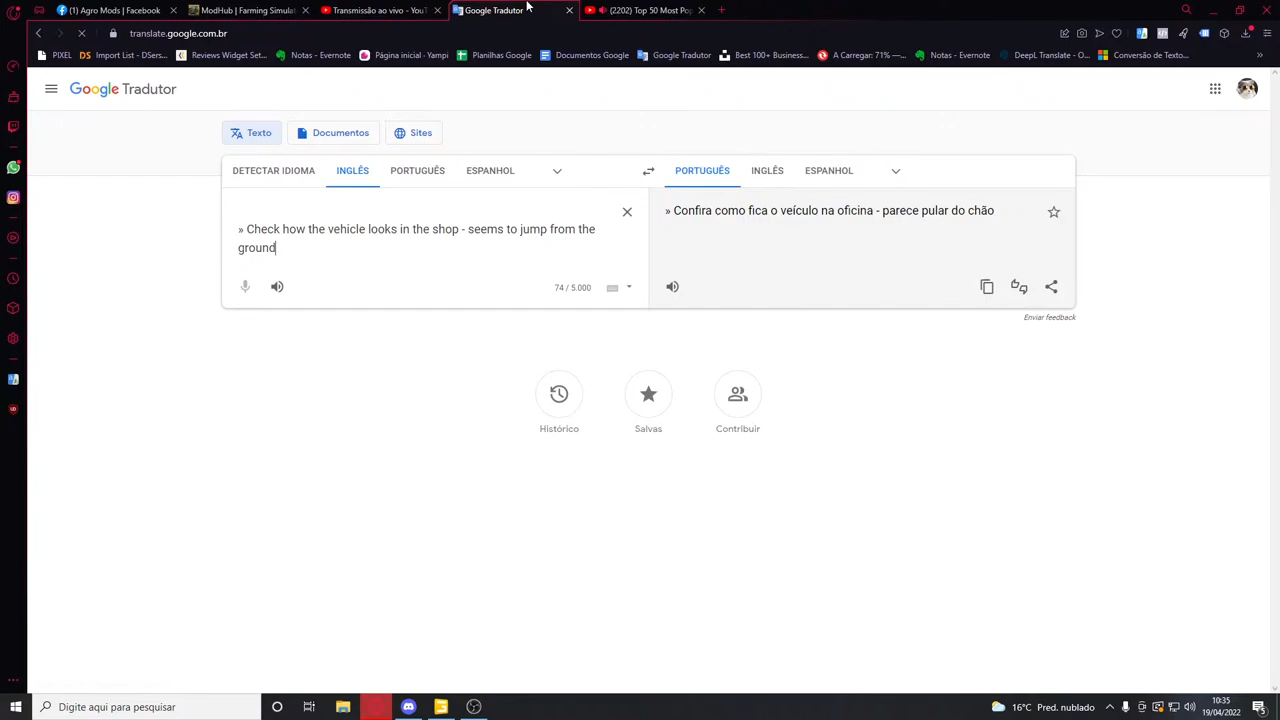 (1) Agro Mods | Facebook
ModHub | Farming Simulat
Transmissão ao vivo - YouT
Google Tradutor
(2202) Top 50 Most Pop
translate.google.com.br
PIXEL
DS Import List - DSers...
Reviews Widget Set...
Notas - Evernote
Página inicial · Yampi
Planilhas Google
Documentos Google
Google Tradutor
Best 100+ Business...
A Carregar: 71% —...
Notas - Evernote
DeepL Translate - O...
Conversão de Texto...
»
Google Tradutor
Texto
Documentos
Sites
DETECTAR IDIOMA
INGLÊS
PORTUGUÊS
ESPANHOL
PORTUGUÊS
INGLÊS
ESPANHOL
» Check how the vehicle looks in the shop - seems to jump from the
ground
» Confira como fica o veículo na oficina - parece pular do chão
74 / 5.000
Enviar feedback
Histórico
Salvas
Contribuir
Digite aqui para pesquisar
16°C Pred. nublado
10:35
19/04/2022